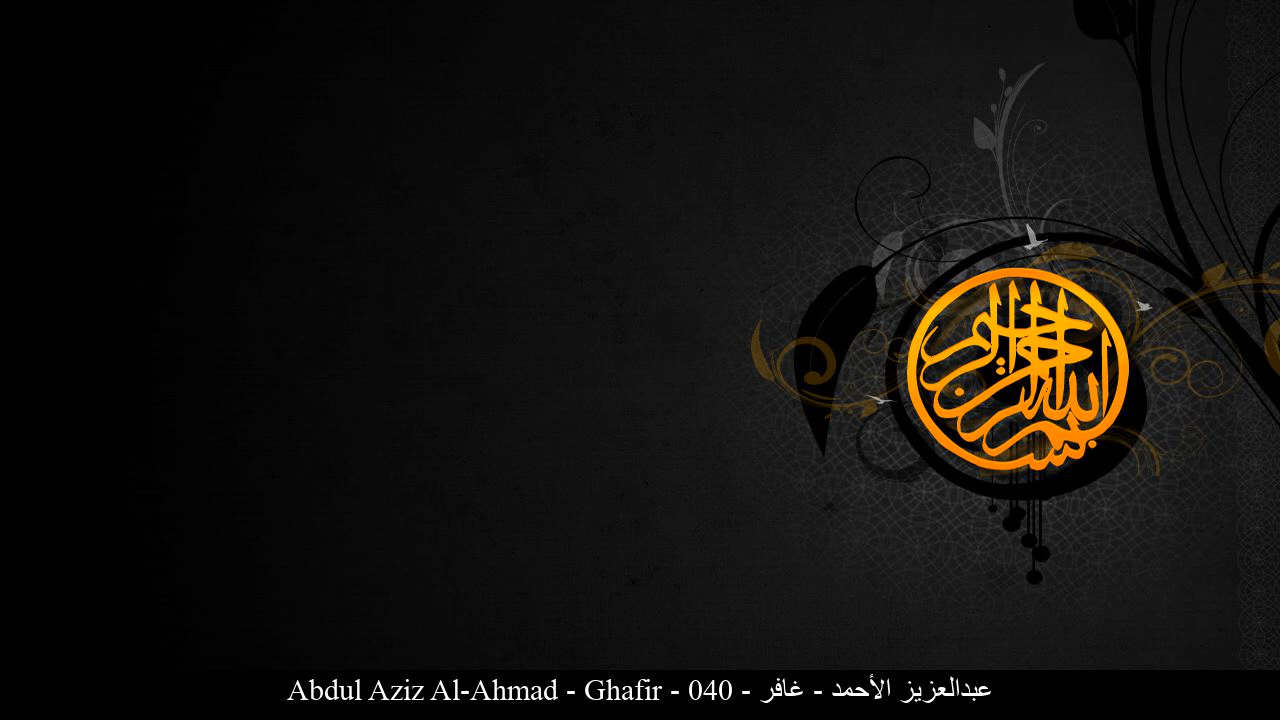 بسم الله الرحمن الرحيم
Abdul Aziz Al-Ahmad - Ghafir - 040 - عبدالعزيز الأحمد - غافر